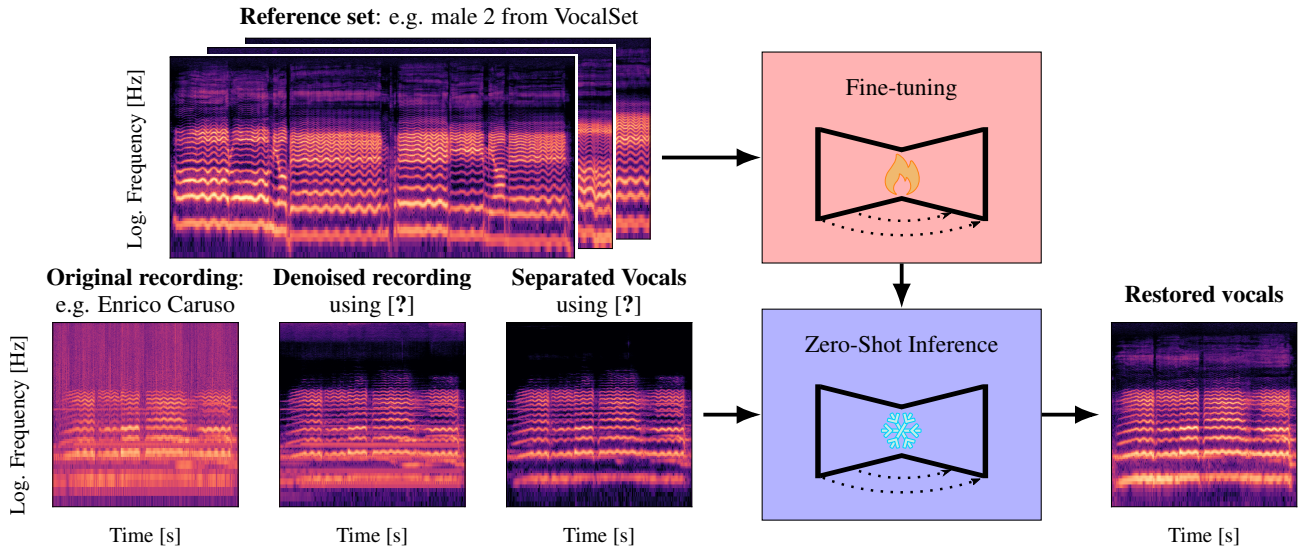 Reference set: e.g. male 2 from VocalSet
Log. Frequency [Hz]
Fine-tuning
Original recording:
e.g. Enrico Caruso
Denoised recording
using [?]
Separated Vocals
using [?]
Zero-Shot Inference
Restored vocals
Log. Frequency [Hz]
Time [s]
Time [s]
Time [s]
Time [s]